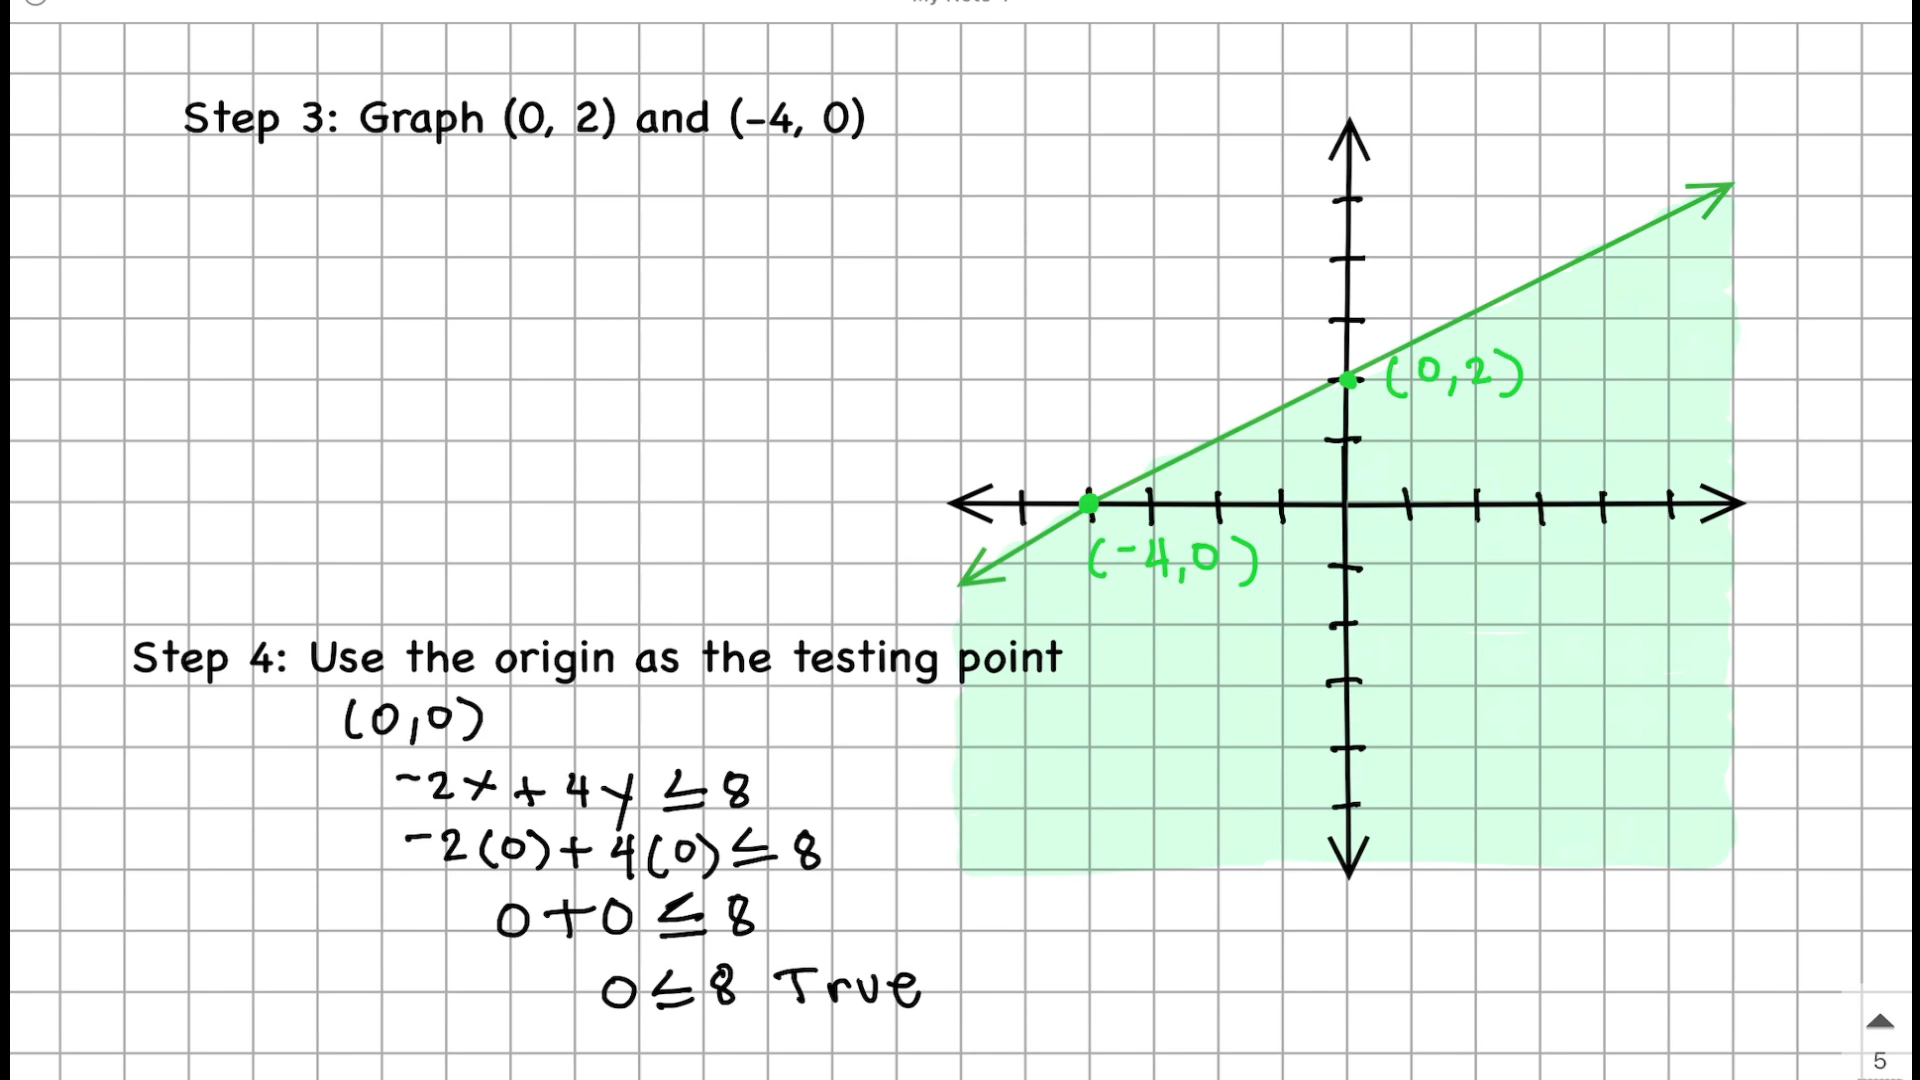 Step 3: Graph (0, 2) and (-4, 0)
(0,2)
(-4,0)
Step 4: Use the origin as the testing point
(0,0)
-2x + 4y ≤ 8
-2(0) + 4(0) ≤ 8
0 + 0 ≤ 8
0 ≤ 8 True
5